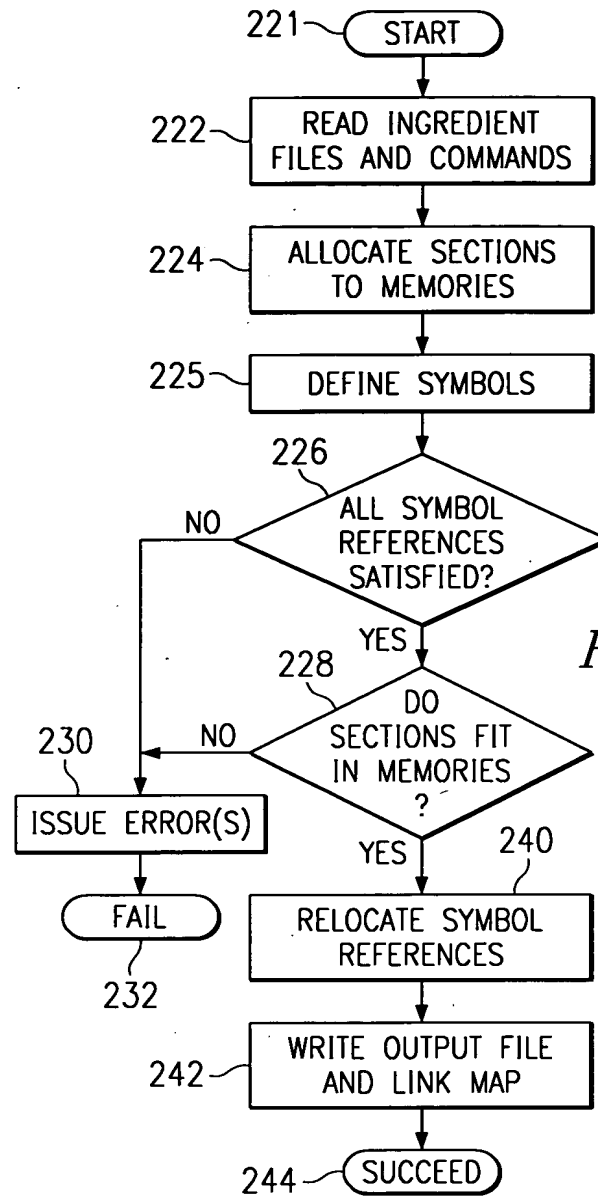 221
START
222
READ INGREDIENT
FILES AND COMMANDS
224
ALLOCATE SECTIONS
TO MEMORIES
225
DEFINE SYMBOLS
226
ALL SYMBOL
REFERENCES
SATISFIED?
NO
YES
228
DO
SECTIONS FIT
IN MEMORIES
?
NO
YES
230
ISSUE ERROR(S)
FAIL
232
240
RELOCATE SYMBOL
REFERENCES
242
WRITE OUTPUT FILE
AND LINK MAP
244
SUCCEED